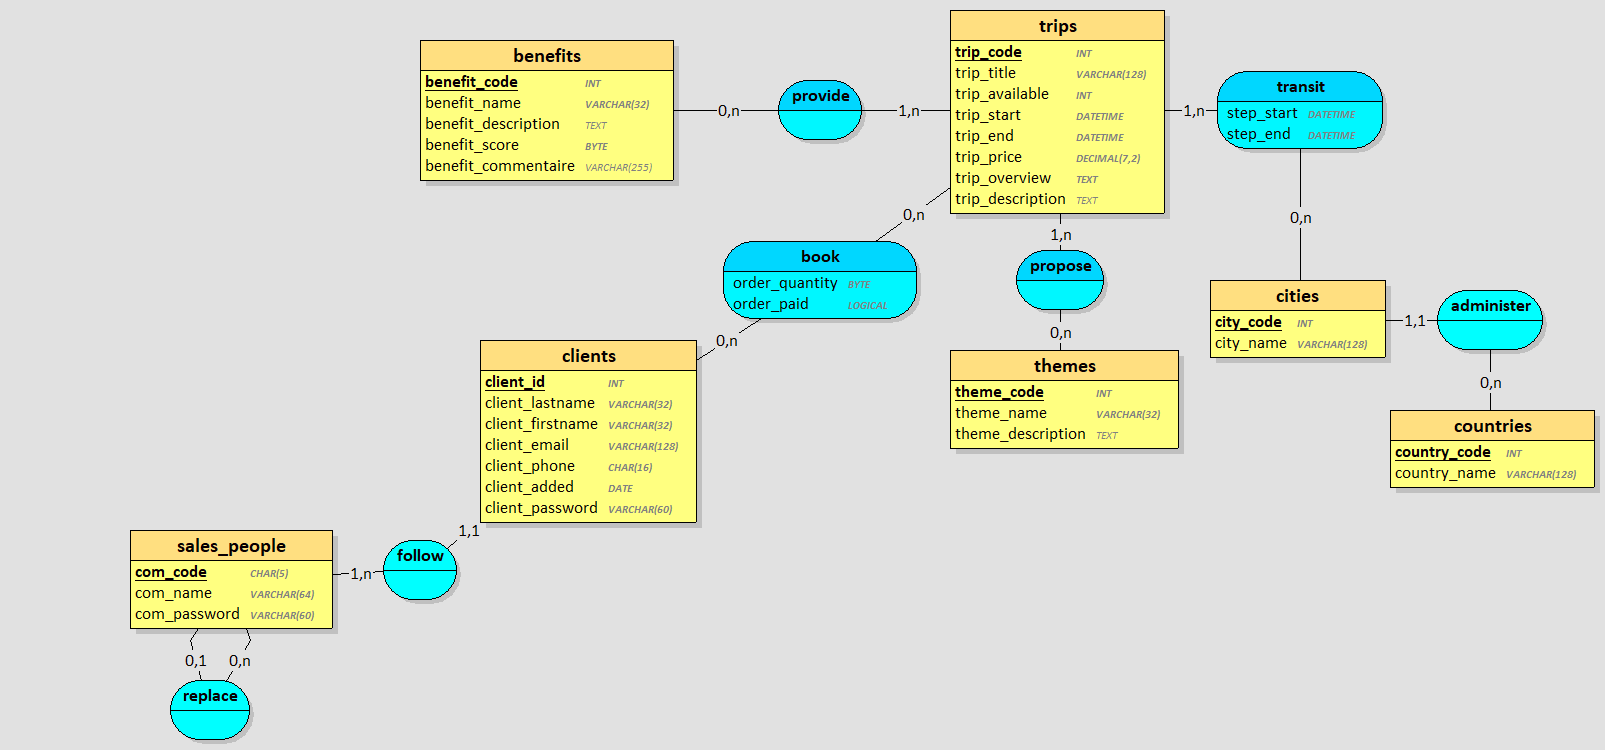 benefits
benefit_code INT
benefit_name VARCHAR(32)
benefit_description TEXT
benefit_score BYTE
benefit_commentaire VARCHAR(255)
0,n
provide
1,n
trips
trip_code INT
trip_title VARCHAR(128)
trip_available INT
trip_start DATETIME
trip_end DATETIME
trip_price DECIMAL(7,2)
trip_overview TEXT
trip_description TEXT
1,n
transit
step_start DATETIME
step_end DATETIME
0,n
0,n
book
order_quantity BYTE
order_paid LOGICAL
0,n
1,n
propose
0,n
cities
city_code INT
city_name VARCHAR(128)
1,1
administer
0,n
clients
client_id INT
client_lastname VARCHAR(32)
client_firstname VARCHAR(32)
client_email VARCHAR(128)
client_phone CHAR(16)
client_added DATE
client_password VARCHAR(60)
themes
theme_code INT
theme_name VARCHAR(32)
theme_description TEXT
countries
country_code INT
country_name VARCHAR(128)
1,1
follow
1,n
sales_people
com_code CHAR(5)
com_name VARCHAR(64)
com_password VARCHAR(60)
0,1
0,n
replace